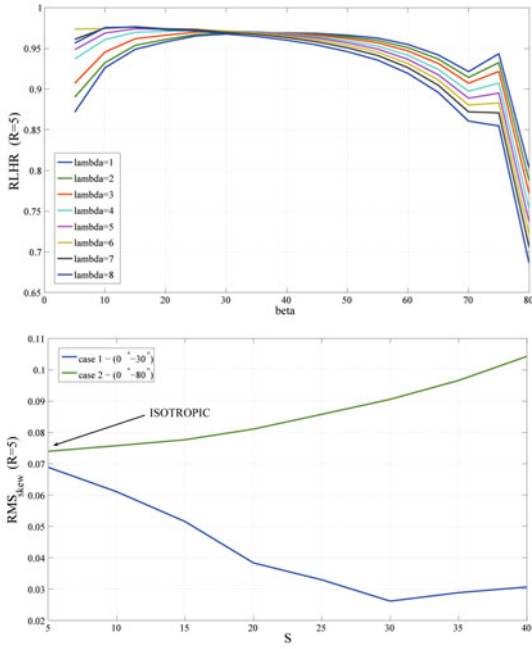 1
0.95
0.9
0.85
0.8
0.75
0.7
0.65
RLHR (R=5)
lambda=1
lambda=2
lambda=3
lambda=4
lambda=5
lambda=6
lambda=7
lambda=8
0 10 20 30 40 50 60 70 80
beta
0.11
0.1
0.09
0.08
0.07
0.06
0.05
0.04
0.03
0.02
RMS skew (R=5)
case 1 − (0°−30°)
case 2 − (0°−80°)
ISOTROPIC
5 10 15 20 25 30 35 40
S